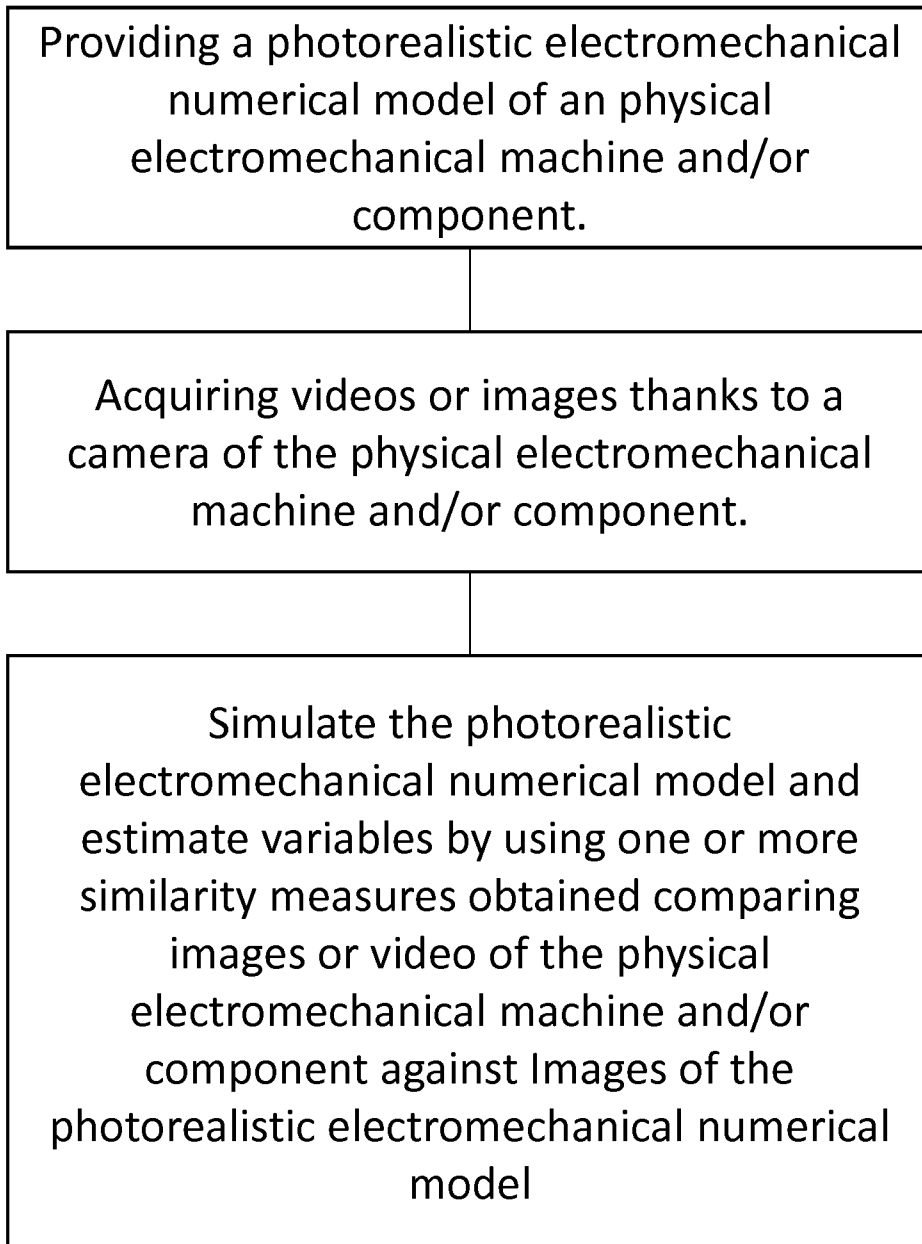 Providing a photorealistic electromechanical
numerical model of an physical
electromechanical machine and/or
component.
Acquiring videos or images thanks to a
camera of the physical electromechanical
machine and/or component.
Simulate the photorealistic
electromechanical numerical model and
estimate variables by using one or more
similarity measures obtained comparing
images or video of the physical
electromechanical machine and/or
component against Images of the
photorealistic electromechanical numerical
model